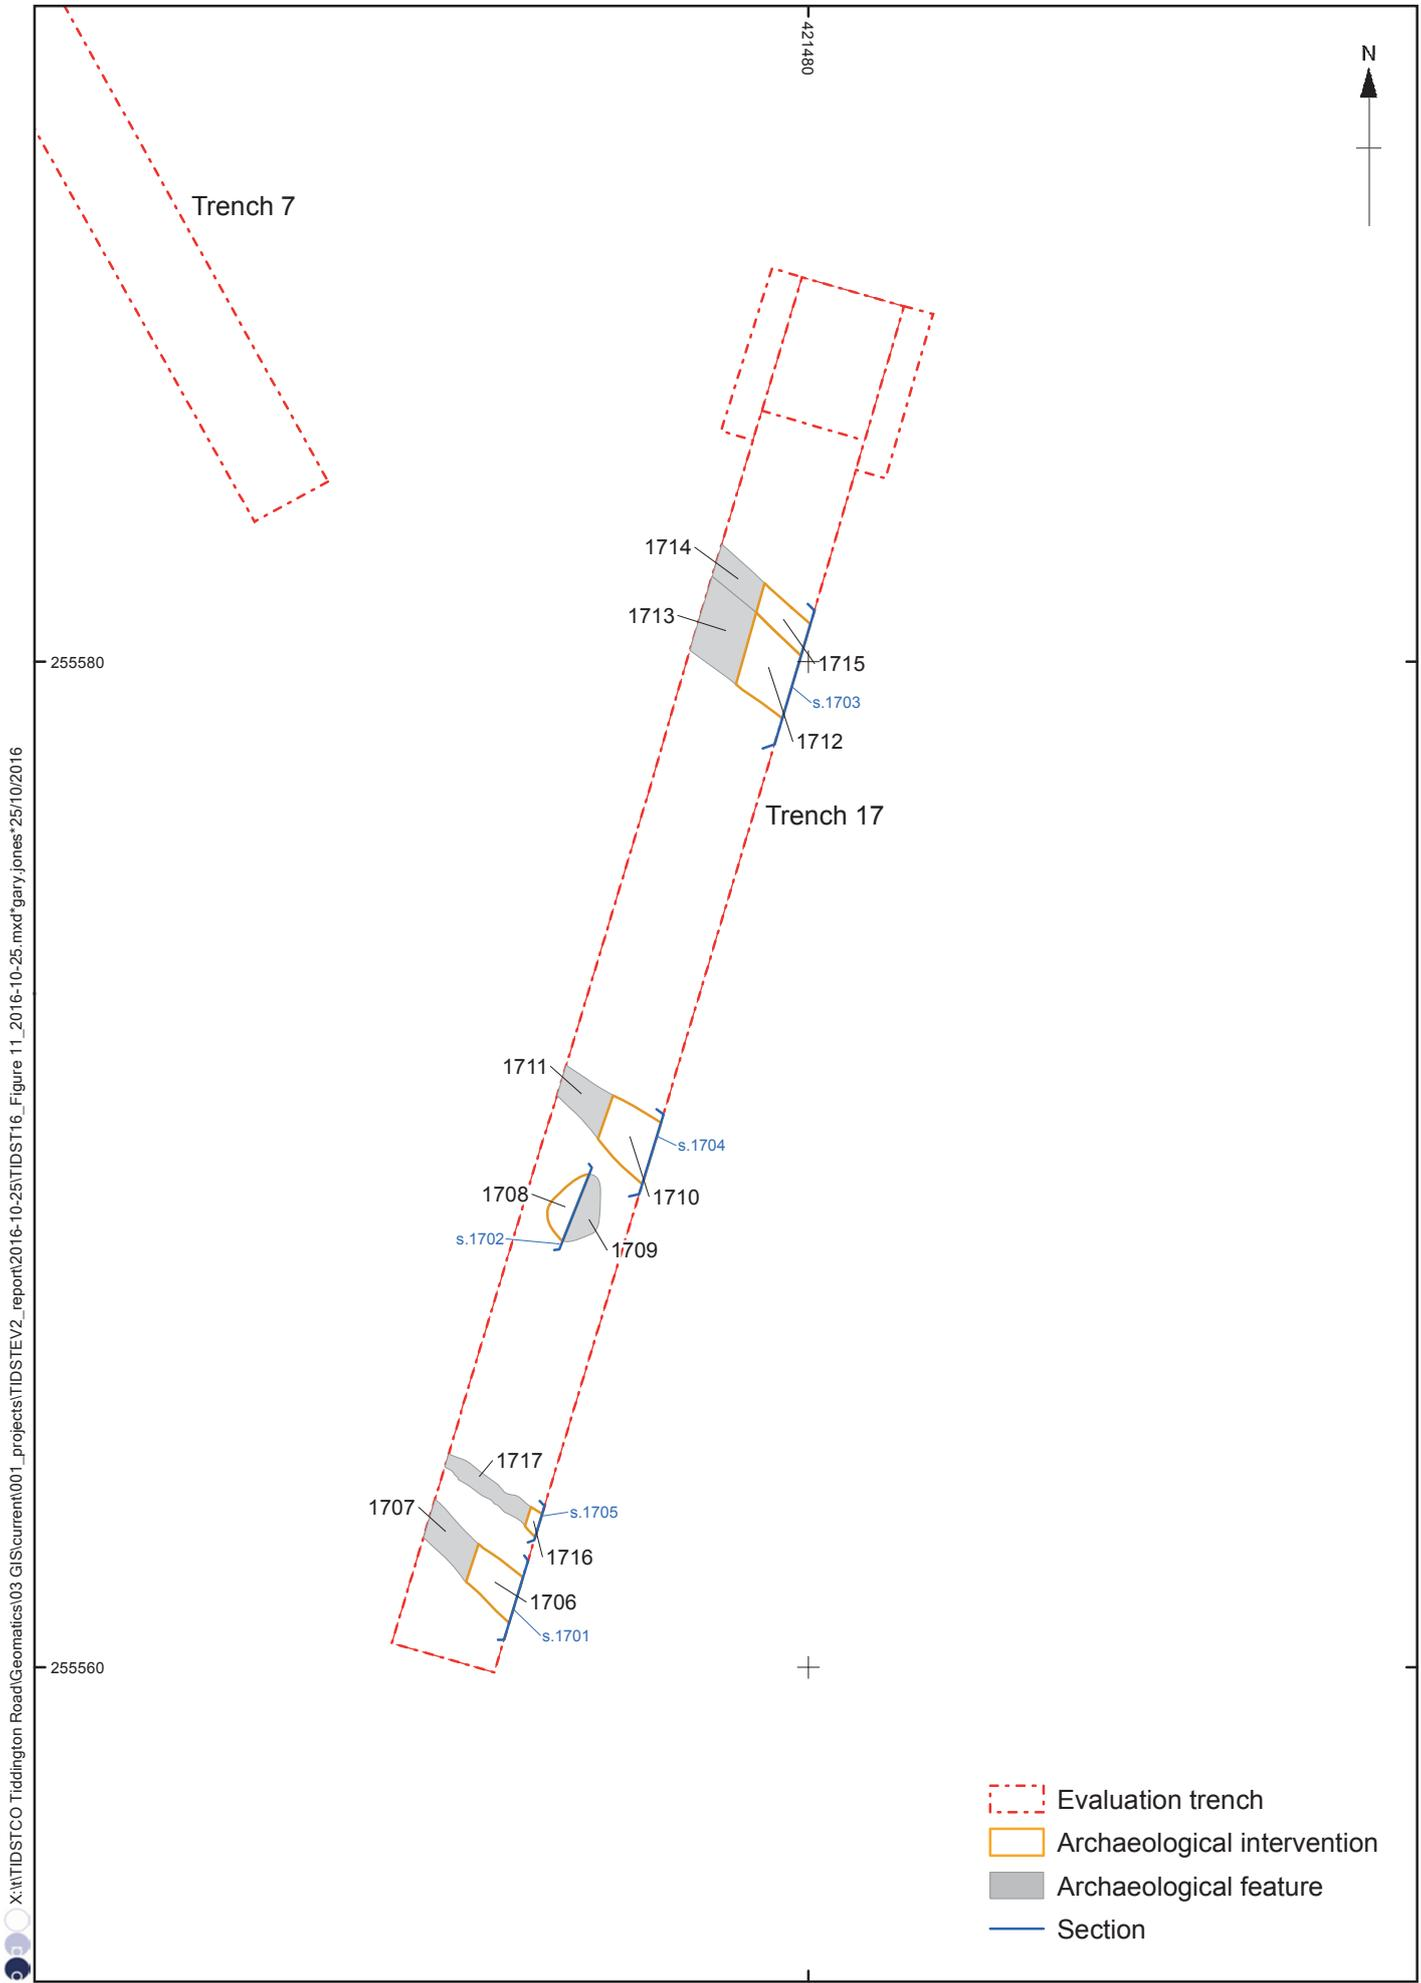 421480
N
Trench 7
1714
1713
255580
1715
s.1703
1712
Trench 17
1711
s.1704
1708
1710
s.1702
1709
1717
1707
s.1705
1716
1706
s.1701
255560
Evaluation trench
Archaeological intervention
Archaeological feature
Section
X:\t\TIDSTCO Tiddington Road\Geomatics\03 GIS\current\001_projects\TIDSTEV2_report\2016-10-25\TIDST16_Figure 11_2016-10-25.mxd*gary.jones*25/10/2016